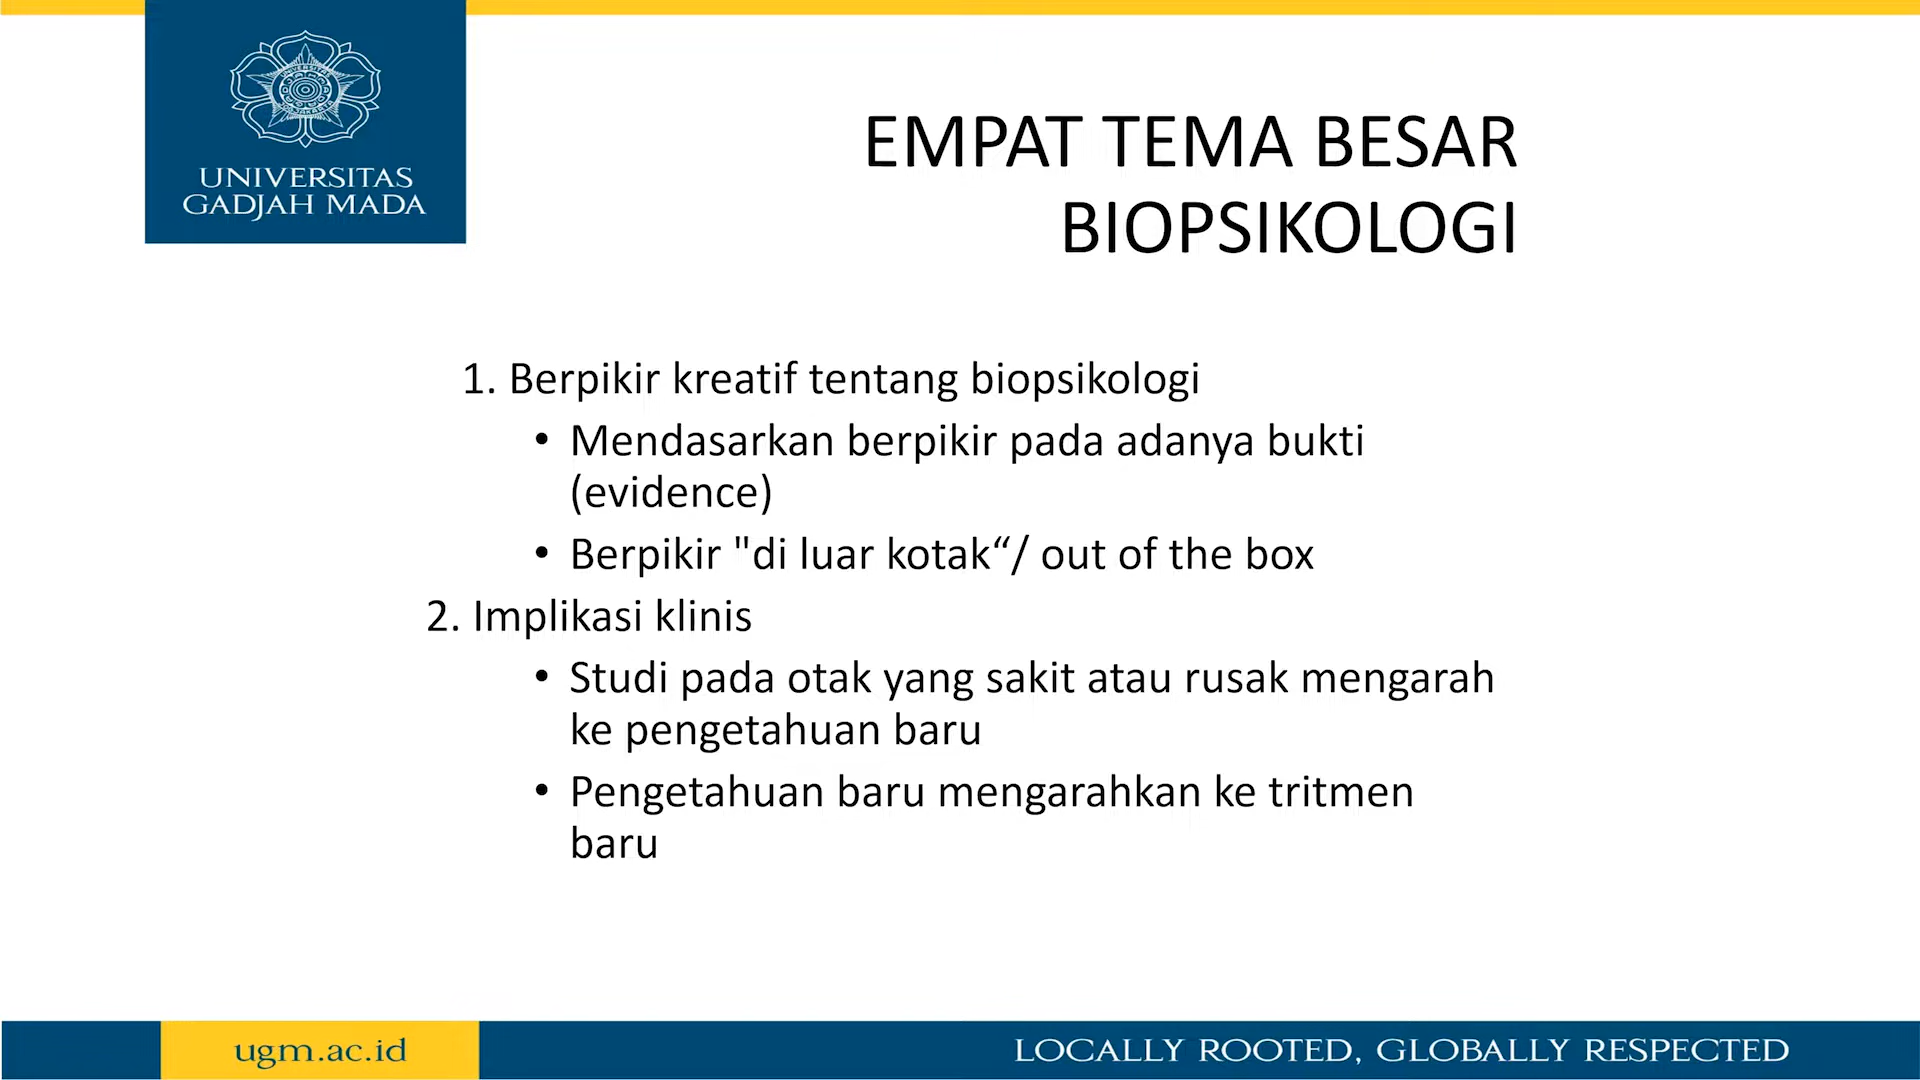 UNIVERSITAS
GADJAH MADA
EMPAT TEMA BESAR
BIOPSIKOLOGI
1. Berpikir kreatif tentang biopsikologi
• Mendasarkan berpikir pada adanya bukti
(evidence)
• Berpikir "di luar kotak“/ out of the box
2. Implikasi klinis
• Studi pada otak yang sakit atau rusak mengarah
ke pengetahuan baru
• Pengetahuan baru mengarahkan ke tritmen
baru
ugm.ac.id
LOCALLY ROOTED, GLOBALLY RESPECTED